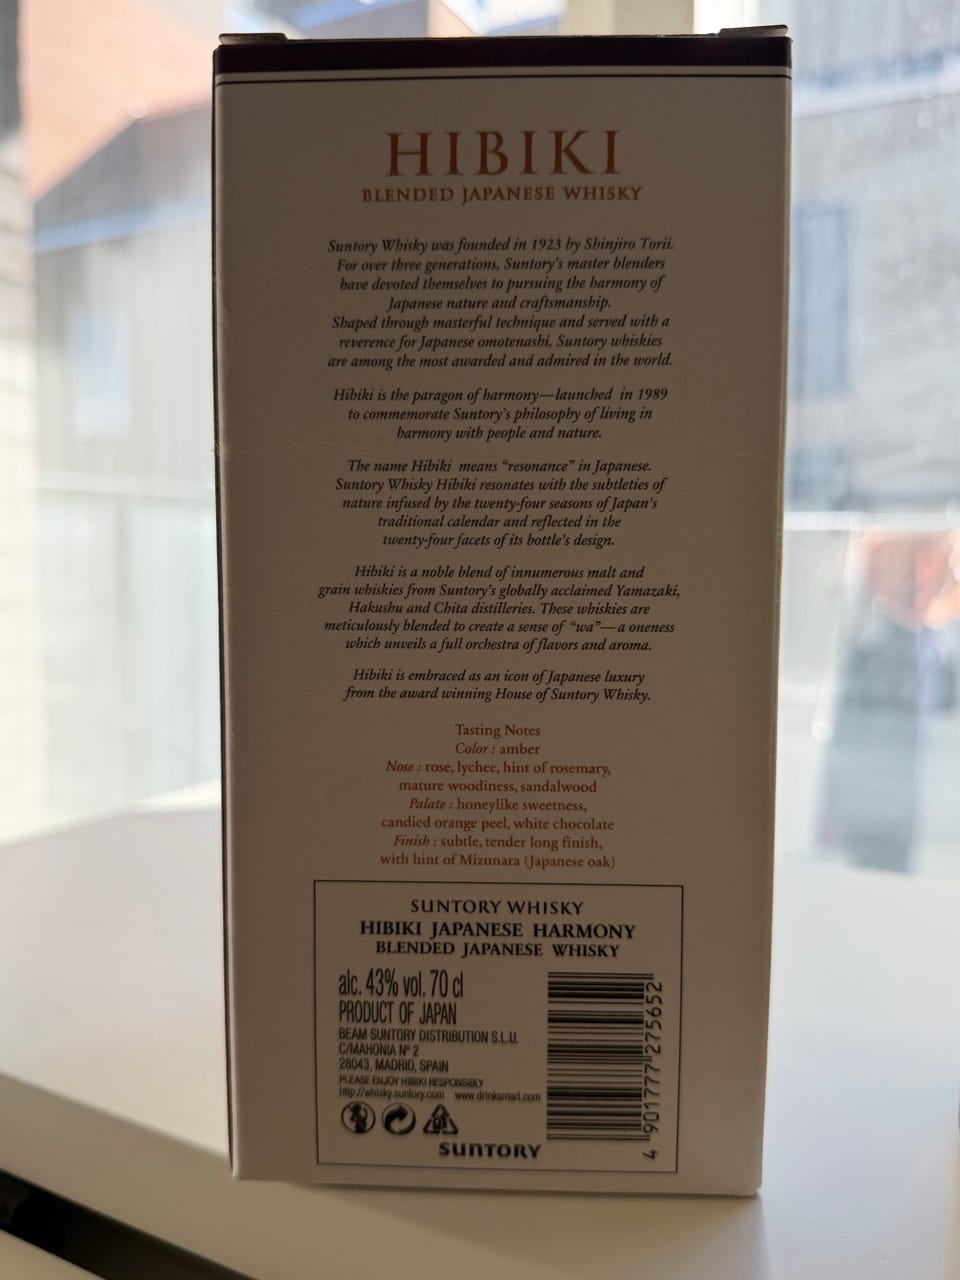 HIBIKI
BLENDED JAPANESE WHISKY
Suntory Whisky was founded in 1923 by Shinjiro Torii.
For over three generations, Suntory's master blenders
have devoted themselves to pursuing the harmony of
Japanese nature and craftsmanship.
Shaped through masterful technique and served with a
reverence for Japanese omotenashi, Suntory whiskies
are among the most awarded and admired in the world.
Hibiki is the paragon of harmony—launched in 1989
to commemorate Suntory's philosophy of living in
harmony with people and nature.
The name Hibiki means “resonance” in Japanese.
Suntory Whisky Hibiki resonates with the subtleties of
nature infused by the twenty-four seasons of Japan's
traditional calendar and reflected in the
twenty-four facets of its bottle's design.
Hibiki is a noble blend of innumerous malt and
grain whiskies from Suntory's globally acclaimed Yamazaki,
Hakushu and Chita distilleries. These whiskies are
meticulously blended to create a sense of “wa”— a oneness
which unveils a full orchestra of flavors and aroma.
Hibiki is embraced as an icon of Japanese luxury
from the award winning House of Suntory Whisky.
Tasting Notes
Color : amber
Nose : rose, lychee, hint of rosemary,
mature woodiness, sandalwood
Palate : honeylike sweetness,
candied orange peel, white chocolate
Finish : subtle, tender long finish,
with hint of Mizunara (Japanese oak)
SUNTORY WHISKY
HIBIKI JAPANESE HARMONY
BLENDED JAPANESE WHISKY
alc. 43% vol. 70 cl
PRODUCT OF JAPAN
BEAM SUNTORY DISTRIBUTION S.L.U.
C/MAHONIA Nº 2
28043, MADRID, SPAIN
PLEASE ENJOY HIBIKI RESPONSIBLY
http://whisky.suntory.com www.drinksmart.com
SUNTORY
4 901777 275652